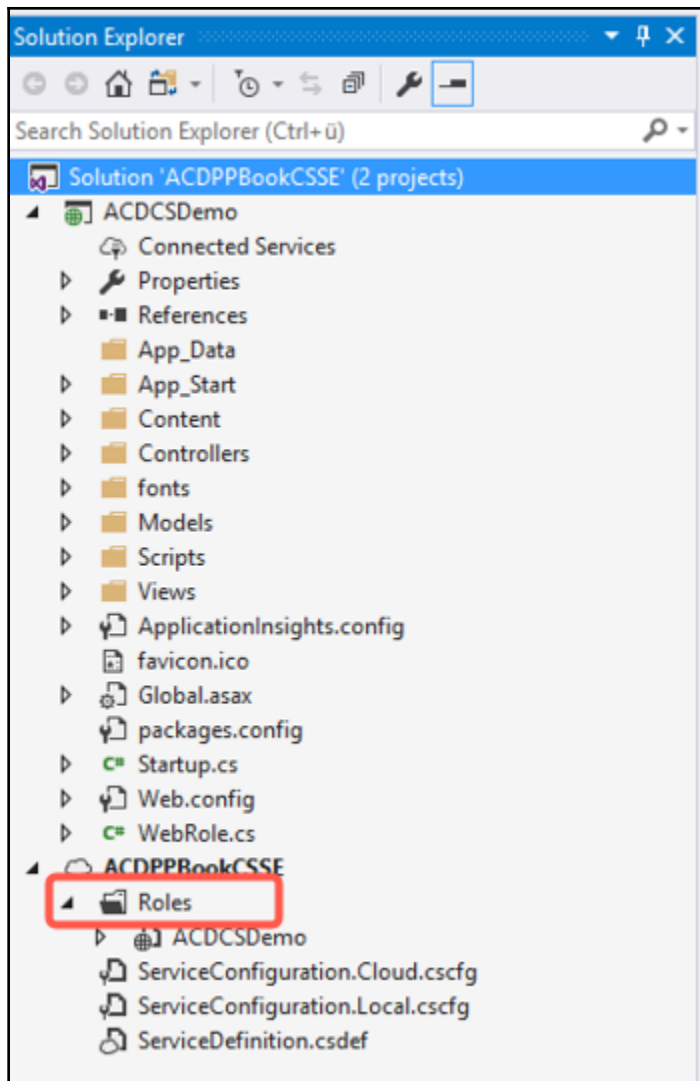 Solution Explorer
Search Solution Explorer (Ctrl+ü)
Solution 'ACDPPBookCSSE' (2 projects)
ACDCSDemo
Connected Services
Properties
References
App_Data
App_Start
Content
Controllers
fonts
Models
Scripts
Views
ApplicationInsights.config
favicon.ico
Global.asax
packages.config
C# Startup.cs
Web.config
C# WebRole.cs
ACDPPBookCSSE
Roles
ACDCSDemo
ServiceConfiguration.Cloud.cscfg
ServiceConfiguration.Local.cscfg
ServiceDefinition.csdef